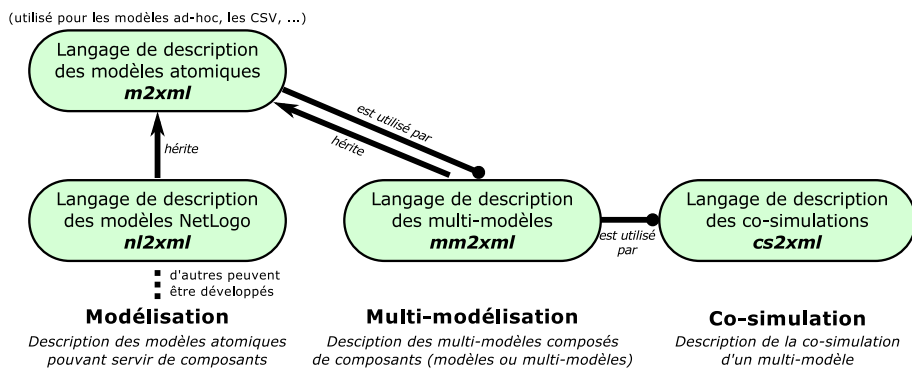 (utilisé pour les modèles ad-hoc, les CSV, ...)
Langage de description
des modèles atomiques
m2xml
est utilisé par
hérite
hérite
Langage de description
des modèles NetLogo
nl2xml
Langage de description
des multi-modèles
mm2xml
est utilisé
par
Langage de description
des co-simulations
cs2xml
d'autres peuvent
être développés
Modélisation
Description des modèles atomiques
pouvant servir de composants
Multi-modélisation
Desciption des multi-modèles composés
de composants (modèles ou multi-modèles)
Co-simulation
Description de la co-simulation
d'un multi-modèle